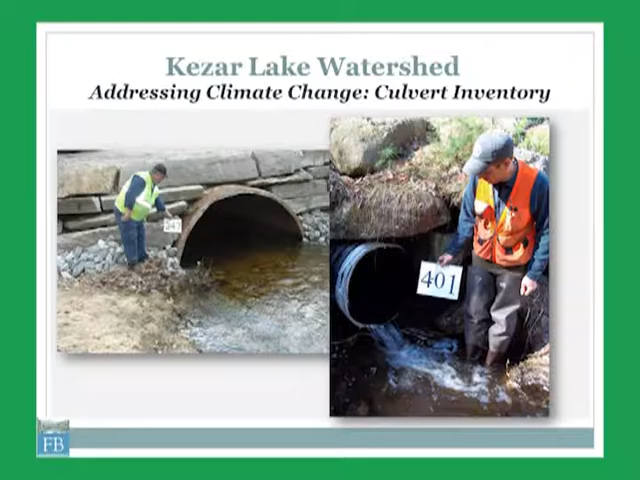 Kezar Lake Watershed
Addressing Climate Change: Culvert Inventory
401
FB